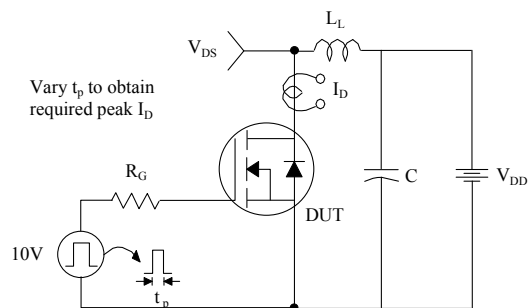 L_L
V_DS
Vary t_p to obtain
required peak I_D
I_D
R_G
C
V_DD
DUT
10V
t_p